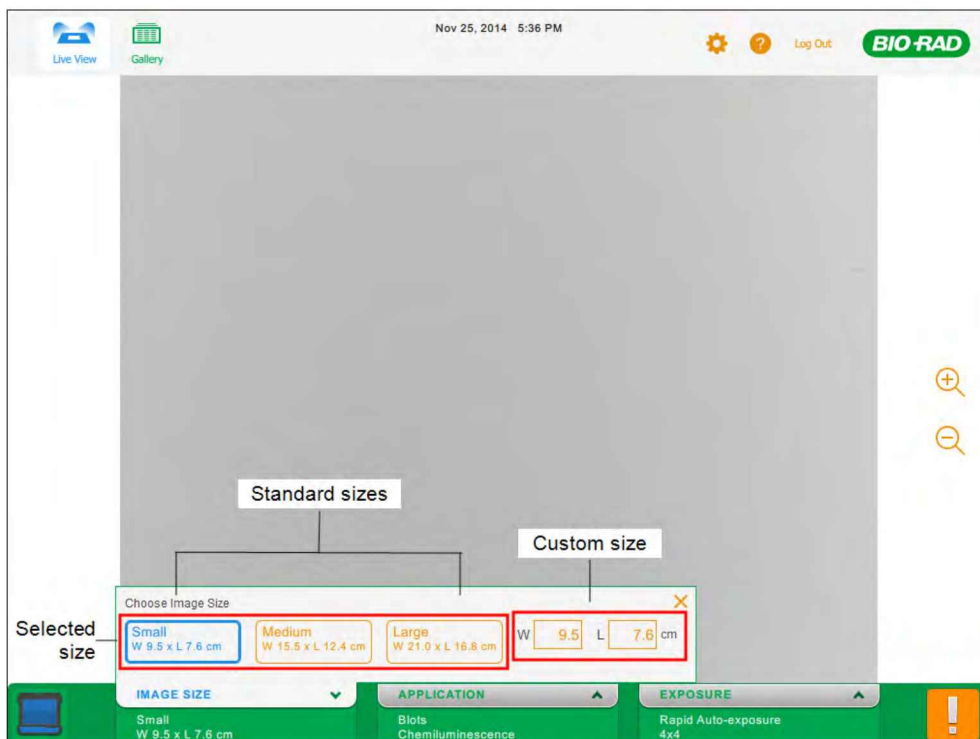 Nov 25, 2014 5:36 PM
Live View
Gallery
?
Log Out
BIO-RAD
Standard sizes
Custom size
Choose Image Size
Selected size
Small
W 9.5 x L 7.6 cm
Medium
W 15.5 x L 12.4 cm
Large
W 21.0 x L 16.8 cm
W 9.5 L 7.6 cm
IMAGE SIZE
Small
W 9.5 x L 7.6 cm
APPLICATION
Blots
Chemiluminescence
EXPOSURE
Rapid Auto-exposure
4x4
!